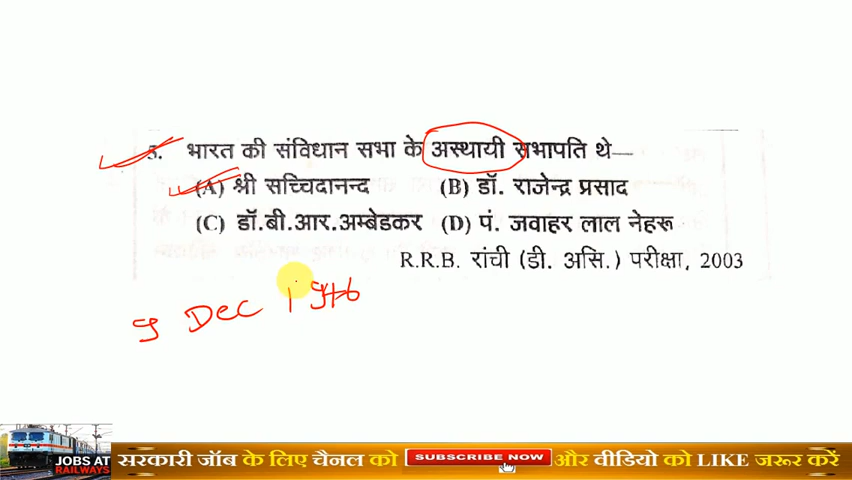 5. भारत की संविधान सभा के अस्थायी सभापति थे—
(A) श्री सच्चिदानन्द (B) डॉ. राजेन्द्र प्रसाद
(C) डॉ.बी.आर.अम्बेडकर (D) पं. जवाहर लाल नेहरू
R.R.B. रांची (डी. असि.) परीक्षा, 2003
9 Dec 1946
JOBS AT
RAILWAYS
सरकारी जॉब के लिए चैनल को SUBSCRIBE NOW और वीडियो को LIKE जरूर करें